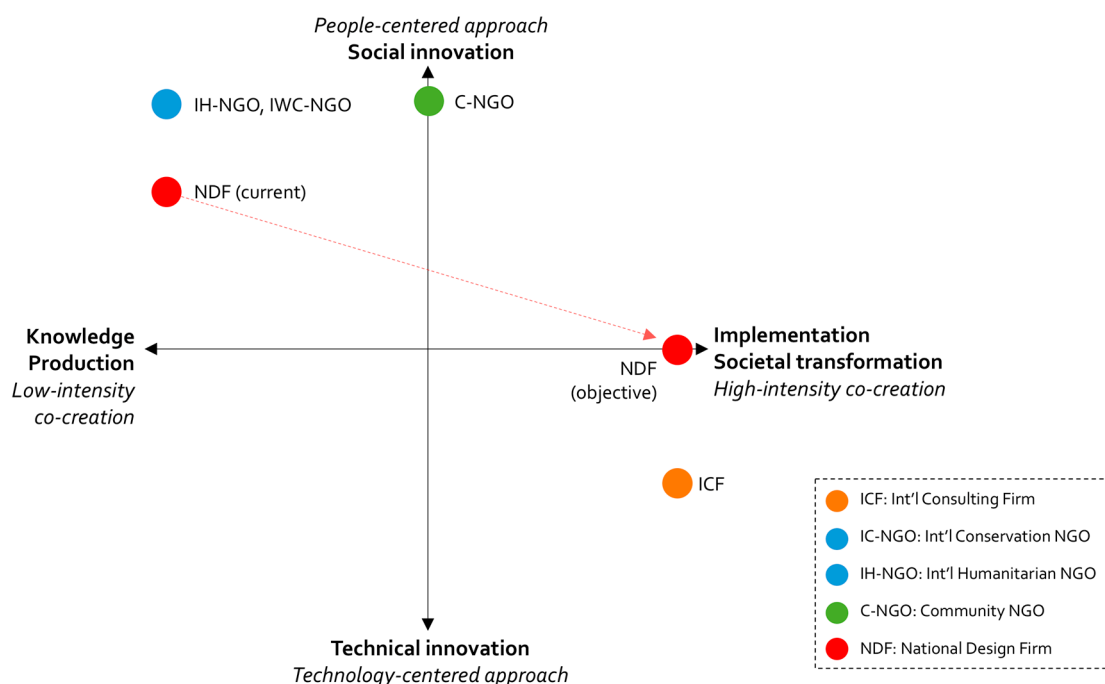 People-centered approach
Social innovation
IH-NGO, IWC-NGO
C-NGO
NDF (current)
Knowledge
Production
Low-intensity
co-creation
Implementation
Societal transformation
High-intensity co-creation
NDF
(objective)
ICF
Technical innovation
Technology-centered approach
ICF: Int'l Consulting Firm
IC-NGO: Int'l Conservation NGO
IH-NGO: Int'l Humanitarian NGO
C-NGO: Community NGO
NDF: National Design Firm